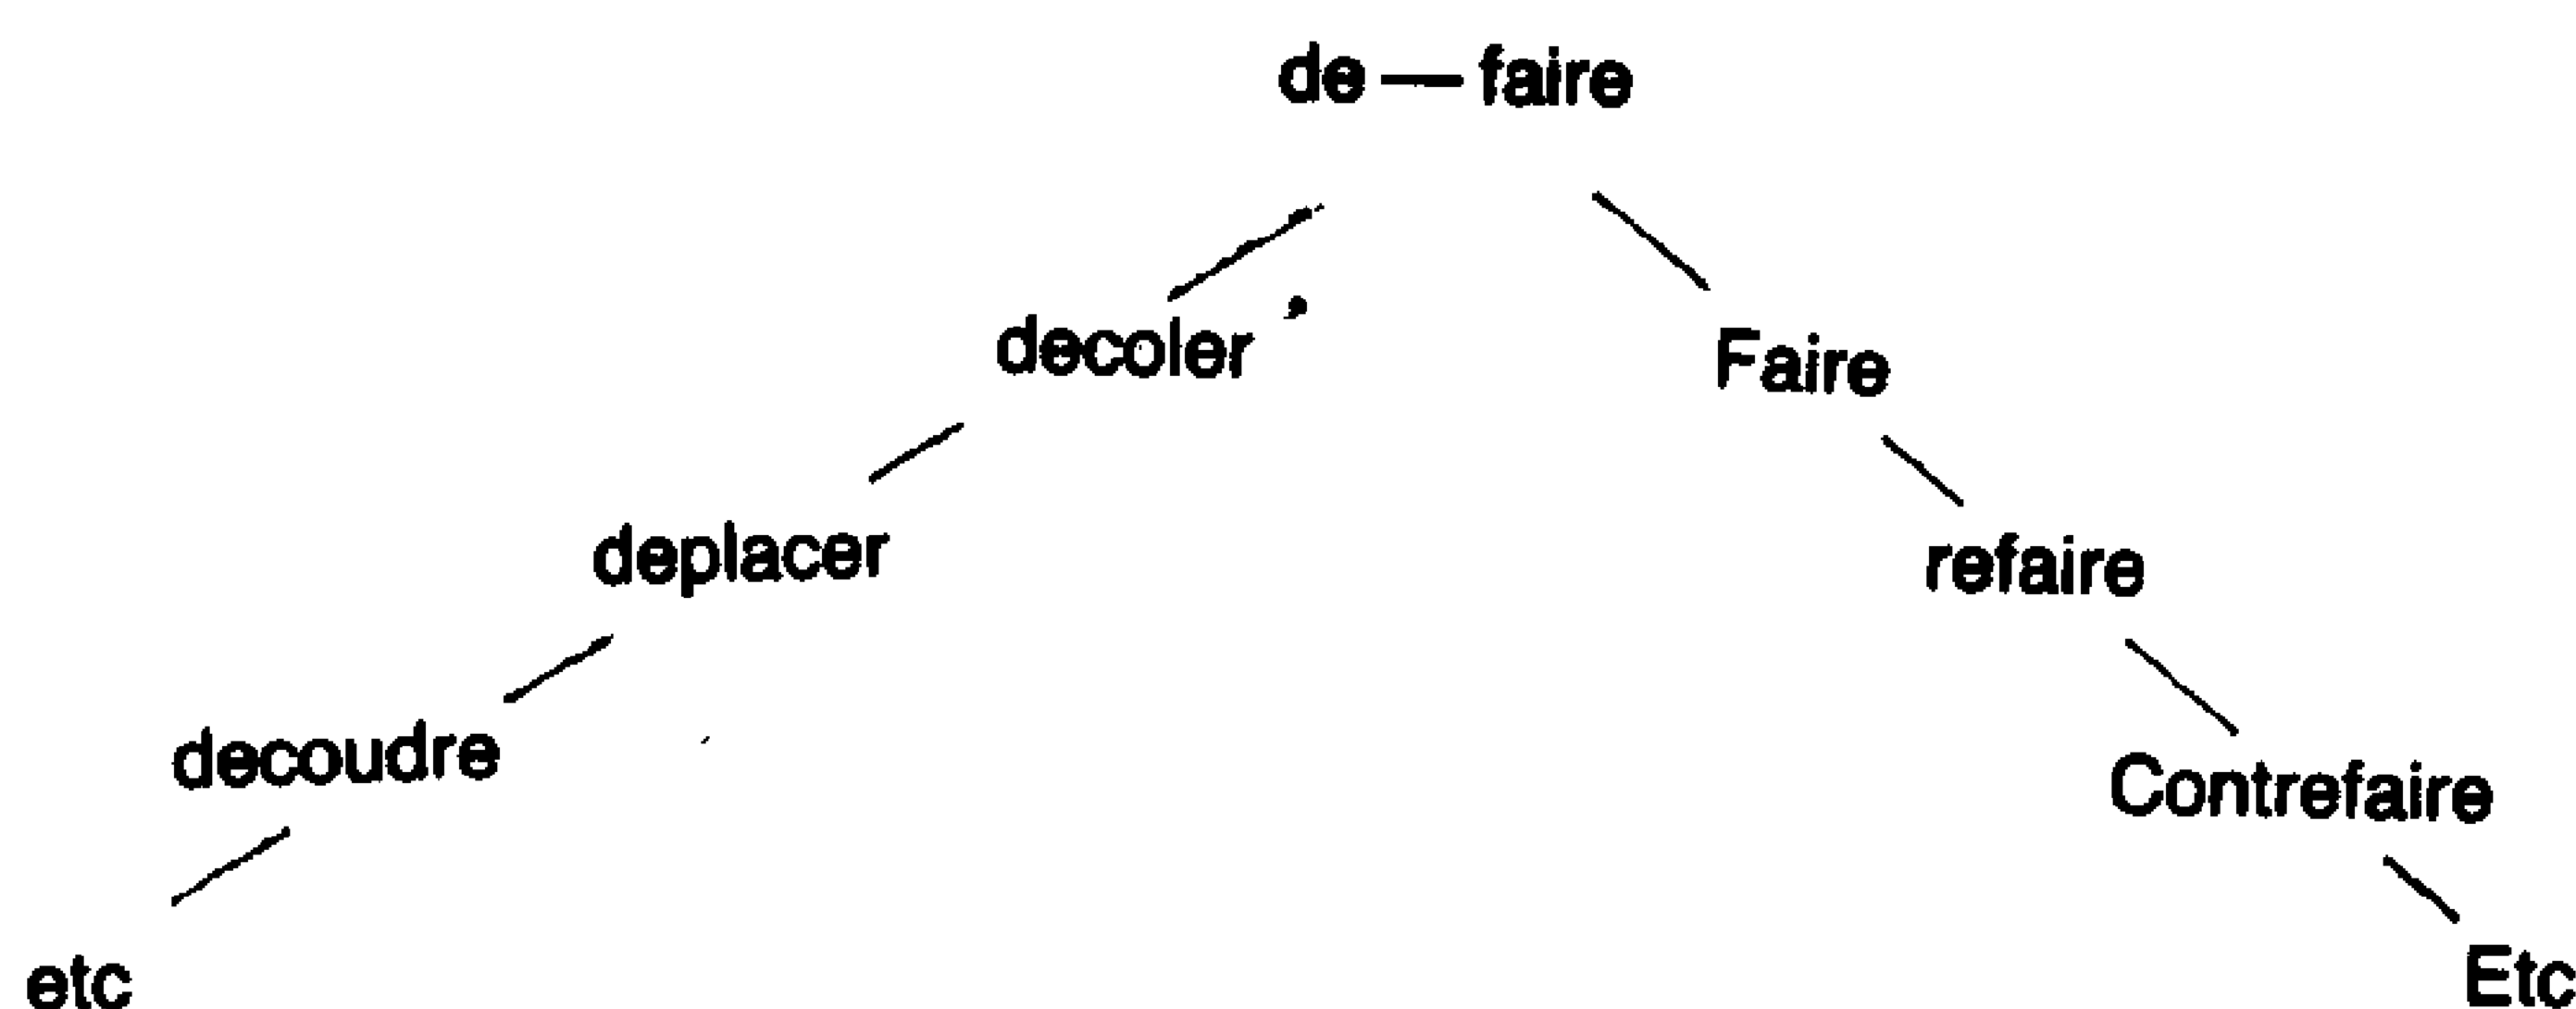 de — faire
decoler Faire
deplacer refaire
decoudre Contrefaire
etc Etc